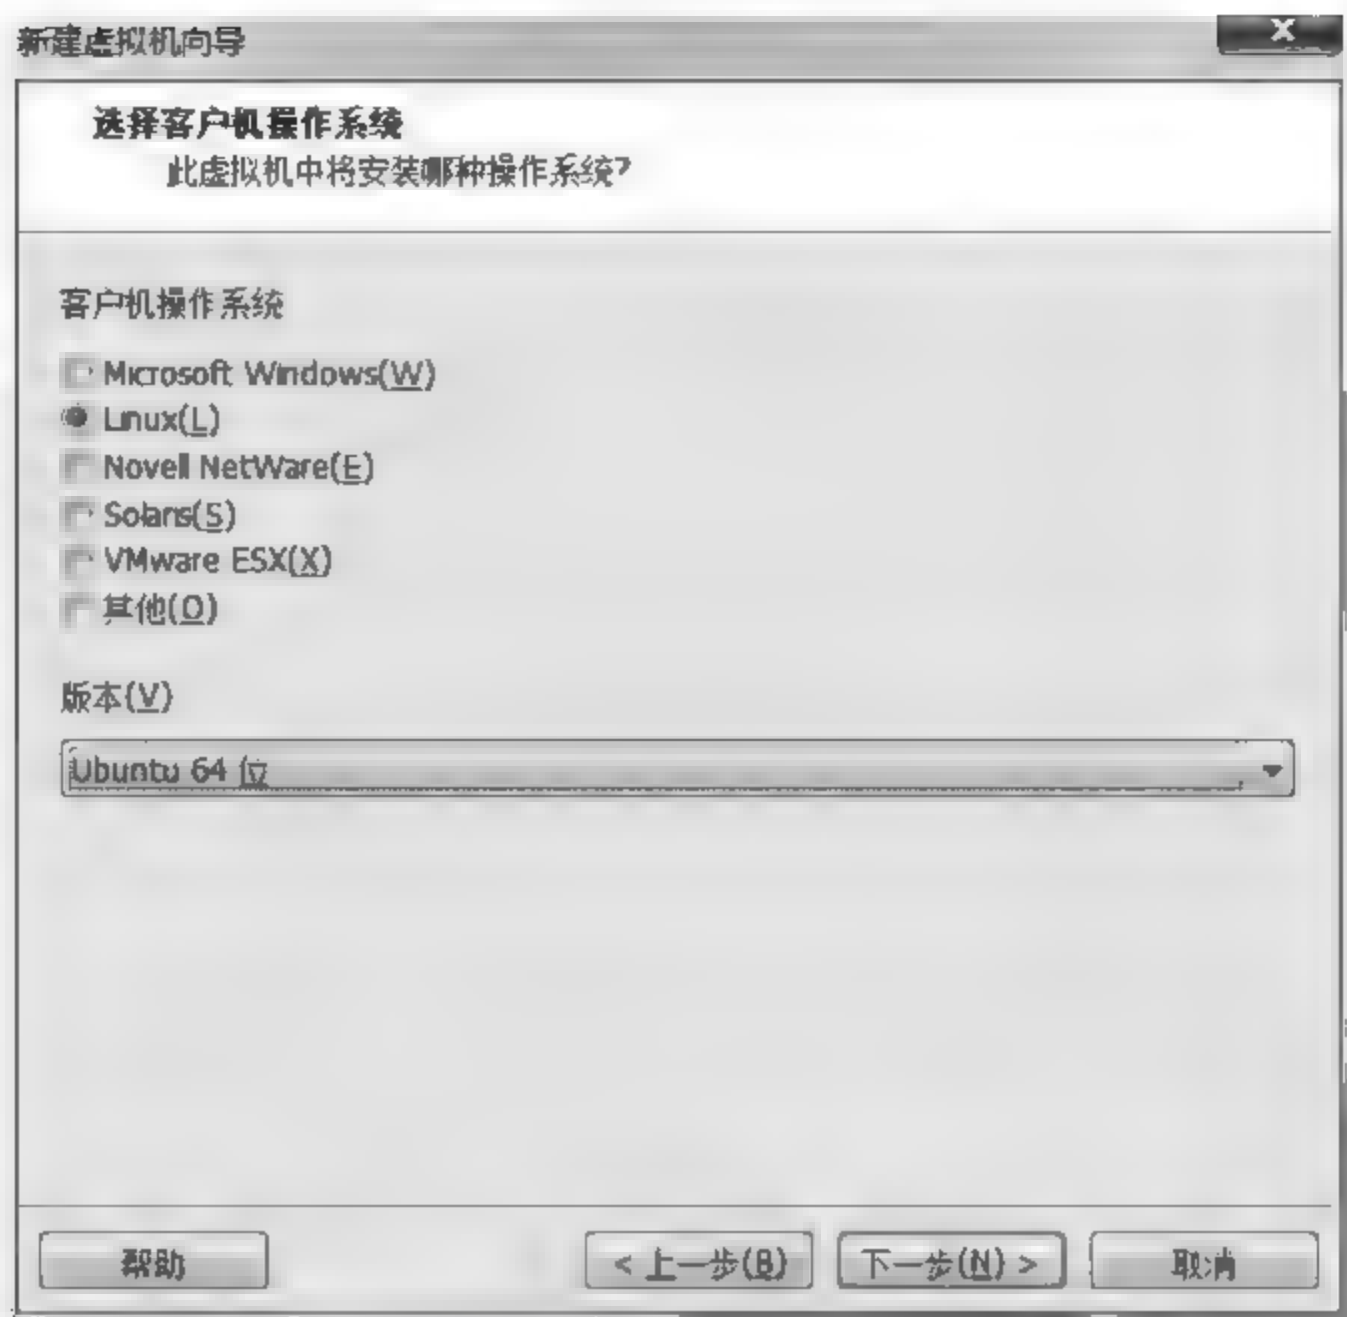 新建虚拟机向导
选择客户机操作系统
此虚拟机中将安装哪种操作系统?
客户机操作系统
Microsoft Windows(W)
Linux(L)
Novell NetWare(E)
Solaris(S)
VMware ESX(X)
其他(O)
版本(V)
Ubuntu 64 位
帮助
< 上一步(B)
下一步(N) >
取消